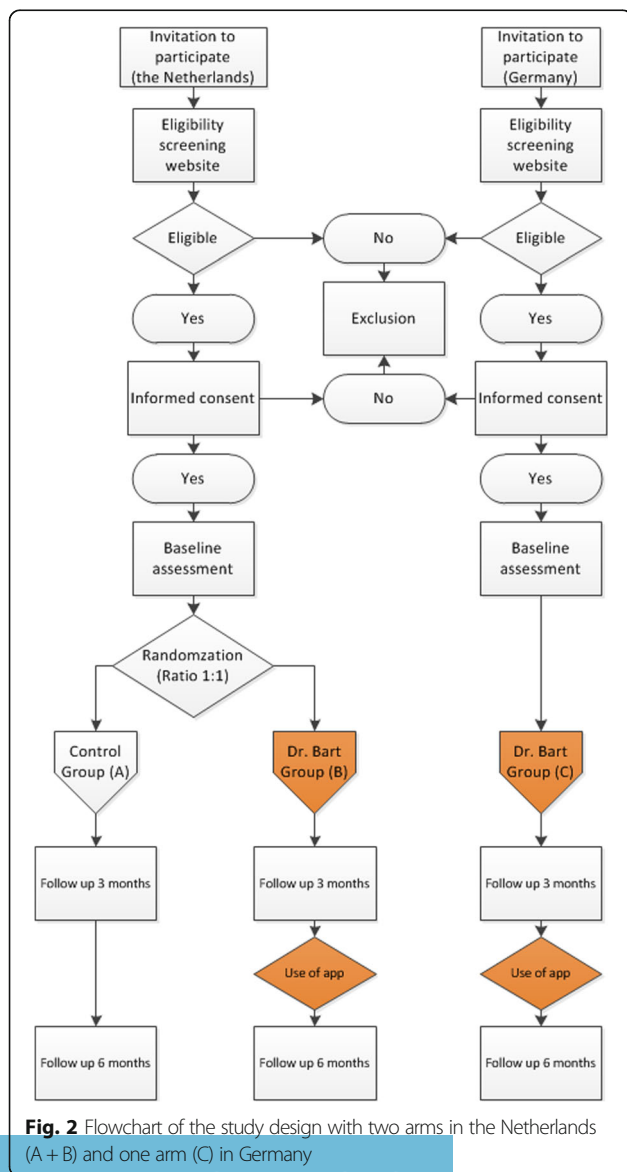 Invitation to
participate
(the Netherlands)
Invitation to
participate
(Germany)
Eligibility
screening
website
Eligibility
screening
website
Eligible
No
Eligible
Yes
Exclusion
Yes
Informed consent
No
Informed consent
Yes
Yes
Baseline
assessment
Baseline
assessment
Randomzation
(Ratio 1:1)
Control
Group (A)
Dr. Bart
Group (B)
Dr. Bart
Group (C)
Follow up 3 months
Follow up 3 months
Follow up 3 months
Use of app
Use of app
Follow up 6 months
Follow up 6 months
Follow up 6 months
Fig. 2 Flowchart of the study design with two arms in the Netherlands
(A + B) and one arm (C) in Germany